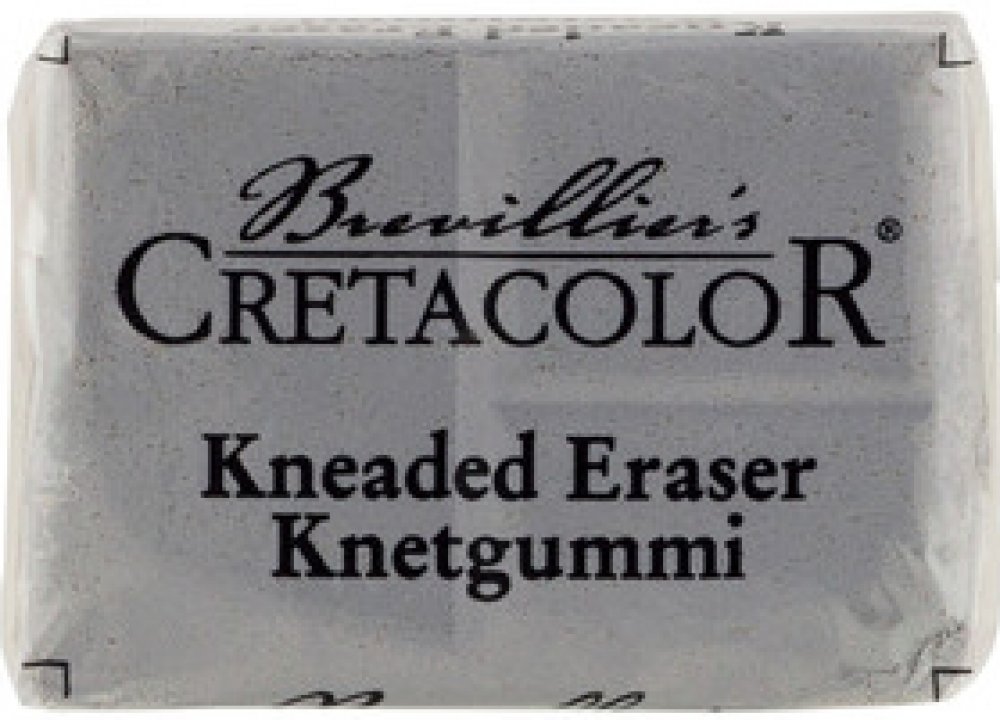 Brevillier's
CRETACOLOR®
Kneaded Eraser
Knetgummi